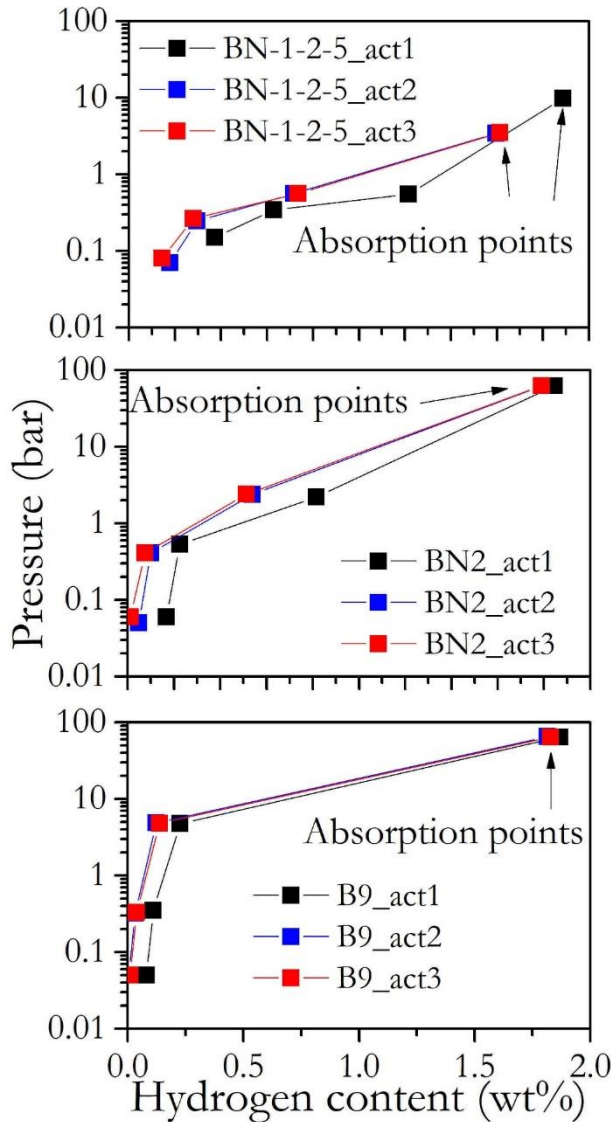 100
BN-1-2-5_act1
10
BN-1-2-5_act2
BN-1-2-5_act3
1
Absorption points
0.1
0.01
100
Absorption points
10
1
BN2_act1
0.1
BN2_act2
BN2_act3
0.01
Pressure (bar)
100
10
Absorption points
1
B9_act1
B9_act2
0.1
B9_act3
0.01
0.0 0.5 1.0 1.5 2.0
Hydrogen content (wt%)